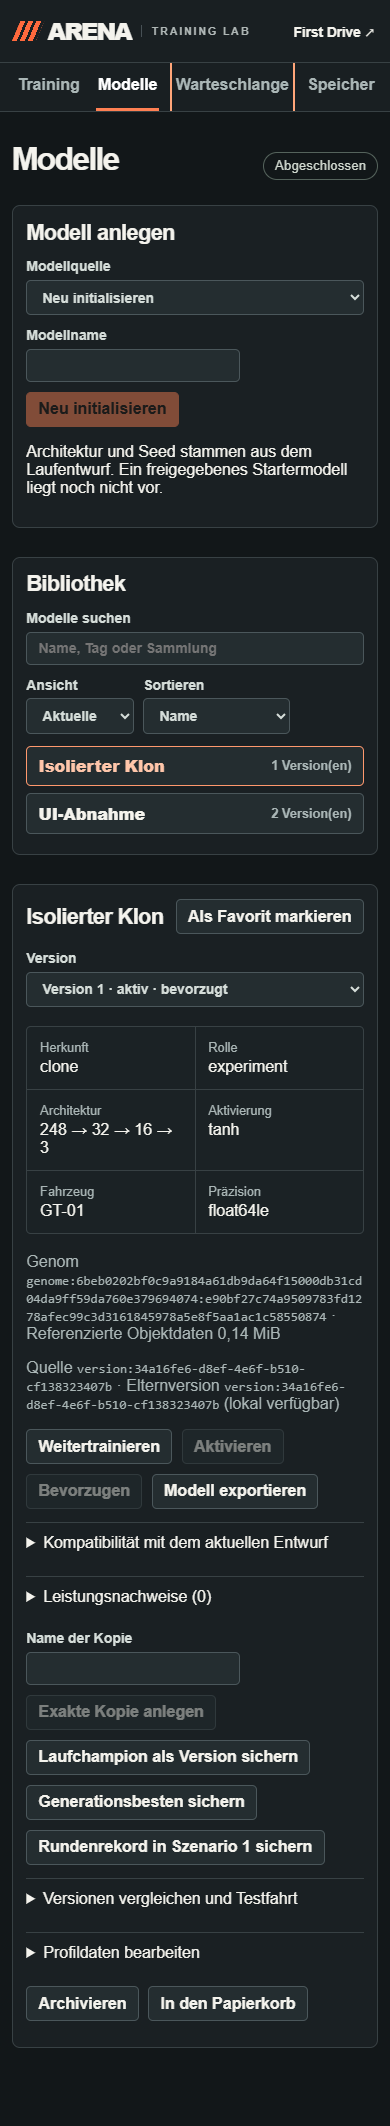 ARENA TRAINING LAB First Drive ↗
Training Modelle Warteschlange Speicher
Modelle
Abgeschlossen
Modell anlegen
Modellquelle
Neu initialisieren
Modellname
Neu initialisieren
Architektur und Seed stammen aus dem
Laufentwurf. Ein freigegebenes Startermodell
liegt noch nicht vor.
Bibliothek
Modelle suchen
Name, Tag oder Sammlung
Ansicht Sortieren
Aktuelle Name
Isolierter Klon 1 Version(en)
UI-Abnahme 2 Version(en)
Isolierter Klon Als Favorit markieren
Version
Version 1 · aktiv · bevorzugt
Herkunft Rolle
clone experiment
Architektur Aktivierung
248 → 32 → 16 → tanh
3
Fahrzeug Präzision
GT-01 float64le
Genom
genome:6beb0202bf0c9a9184a61db9da64f15000db31cd
04da9ff59da760e379694074:e90bf27c74a9509783fd12
78afec99c3d3161845978a5e8f5aa1ac1c58550874 ·
Referenzierte Objektdaten 0,14 MiB
Quelle version:34a16fe6-d8ef-4e6f-b510-
cf138323407b · Elternversion version:34a16fe6-
d8ef-4e6f-b510-cf138323407b (lokal verfügbar)
Weitertrainieren Aktivieren
Bevorzugen Modell exportieren
▶ Kompatibilität mit dem aktuellen Entwurf
▶ Leistungsnachweise (0)
Name der Kopie
Exakte Kopie anlegen
Laufchampion als Version sichern
Generationsbesten sichern
Rundenrekord in Szenario 1 sichern
▶ Versionen vergleichen und Testfahrt
▶ Profildaten bearbeiten
Archivieren In den Papierkorb